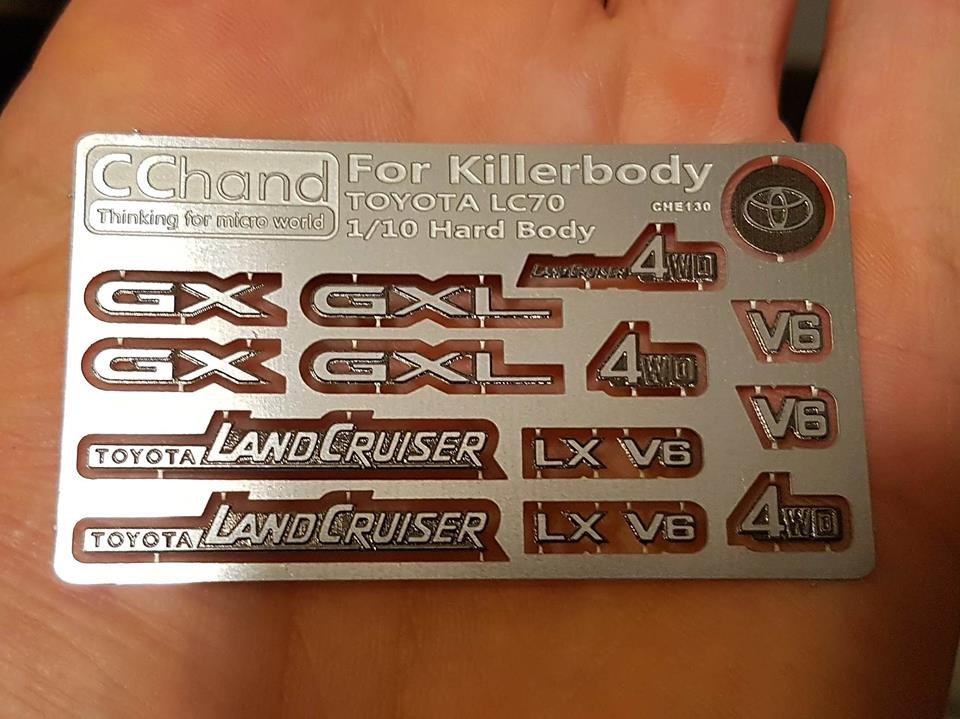 CChand
Thinking for micro world
For Killerbody
TOYOTA LC70
CHE130
1/10 Hard Body
LANDCRUISER 4WD
GX
GXL
V6
GX
GXL
4WD
V6
TOYOTA LANDCRUISER
LX V6
TOYOTA LANDCRUISER
LX V6
4WD